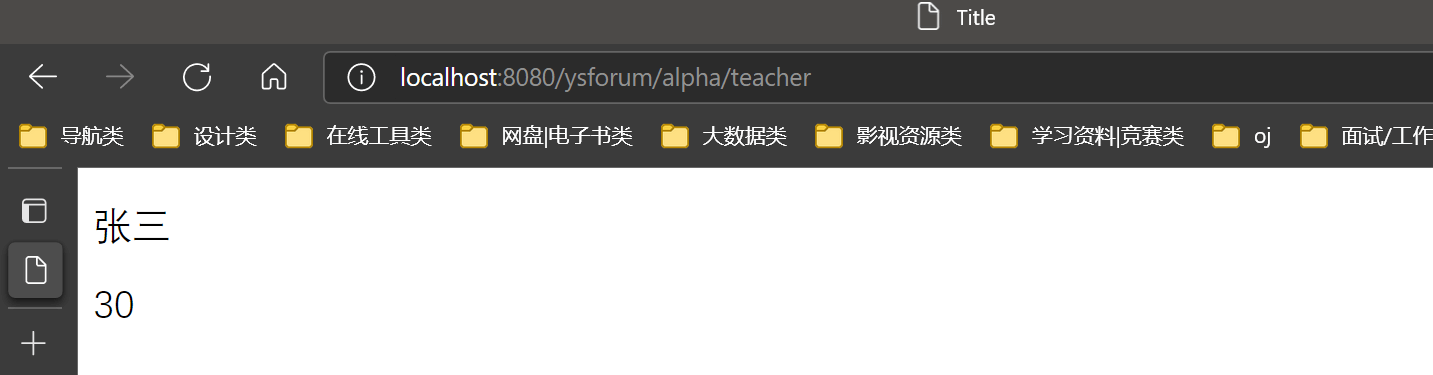 Title
localhost:8080/ysforum/alpha/teacher
导航类 设计类 在线工具类 网盘|电子书类 大数据类 影视资源类 学习资料|竞赛类 oj 面试/工作
张三
30